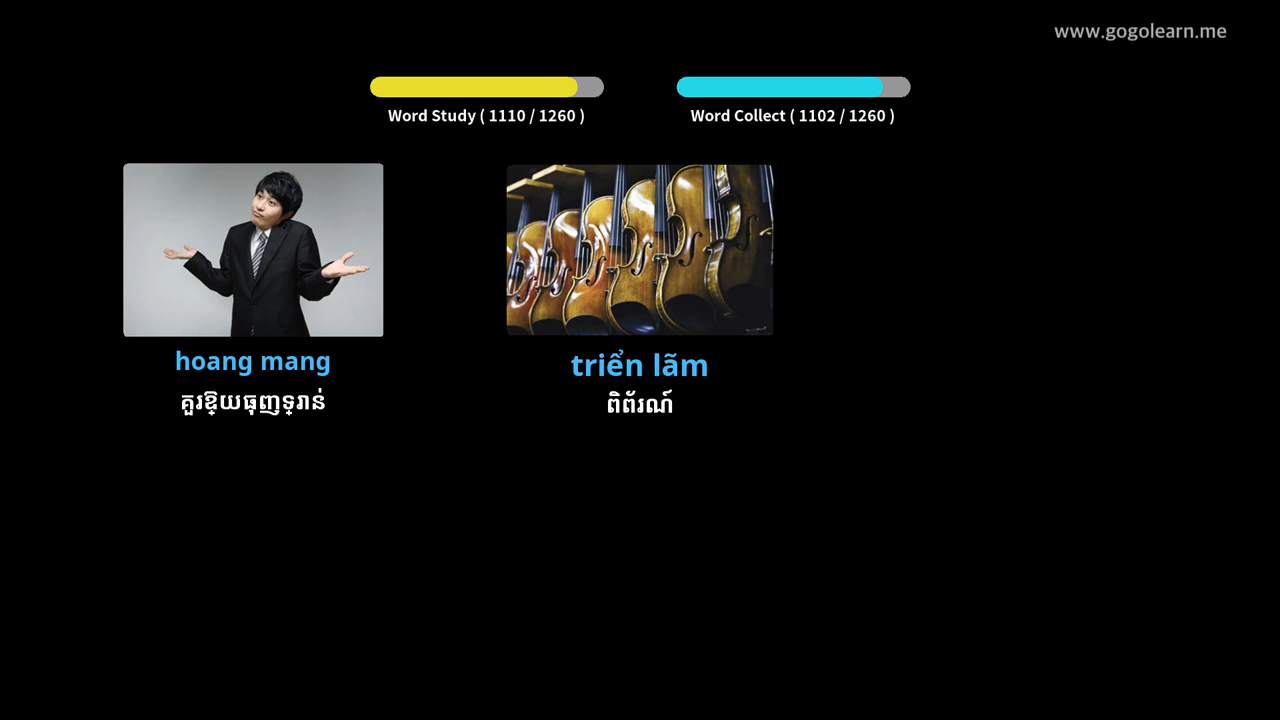 www.gogolearn.me
Word Study ( 1110 / 1260 )
Word Collect ( 1102 / 1260 )
hoang mang
គួរឱ្យធុញទ្រាន់
triển lãm
ពិព័រណ៍